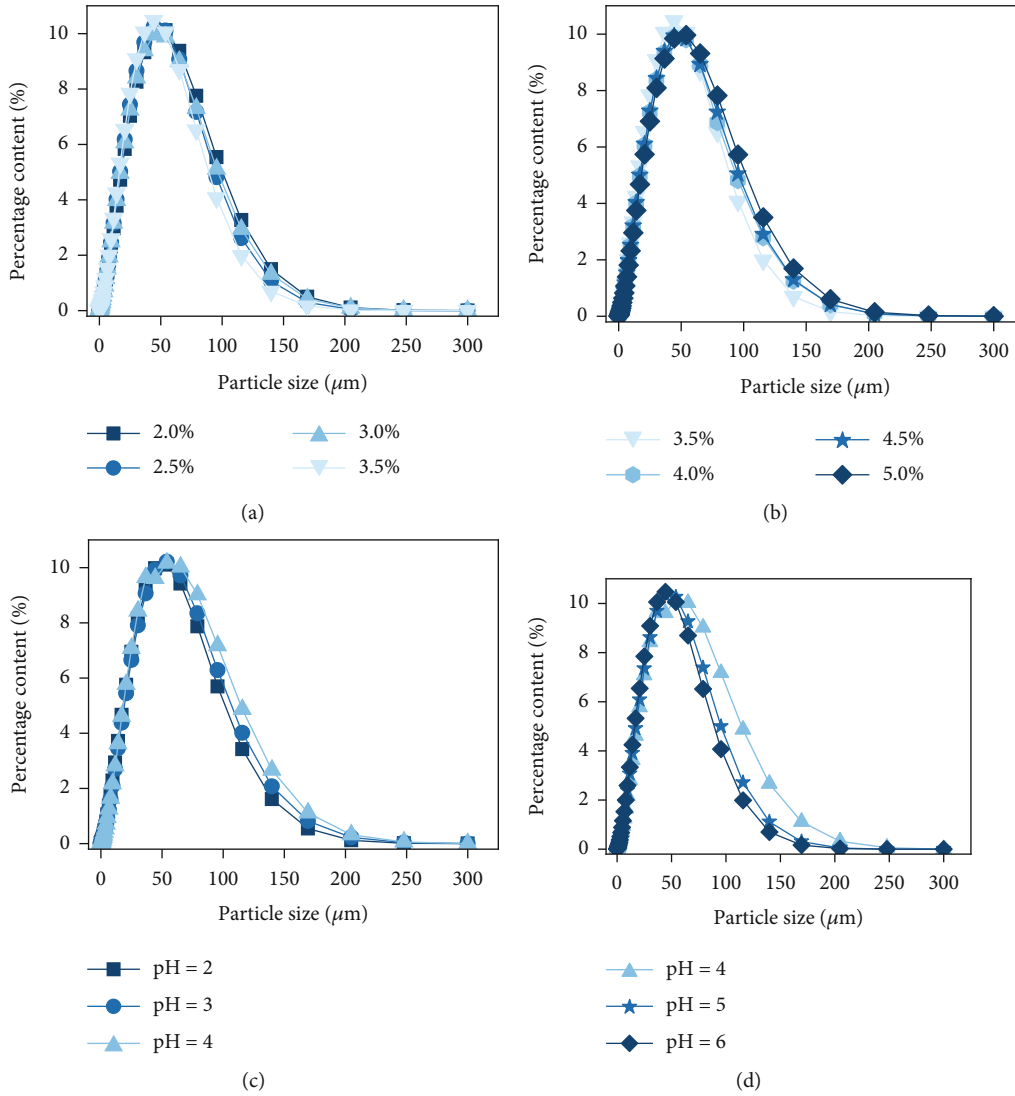 10
8
6
4
2
0
Percentage content (%)
0 50 100 150 200 250 300
Particle size (μm)
2.0% 3.0%
2.5% 3.5%
(a)
10
8
6
4
2
0
Percentage content (%)
0 50 100 150 200 250 300
Particle size (μm)
3.5% 4.5%
4.0% 5.0%
(b)
10
8
6
4
2
0
Percentage content (%)
0 50 100 150 200 250 300
Particle size (μm)
pH = 2
pH = 3
pH = 4
(c)
10
8
6
4
2
0
Percentage content (%)
0 50 100 150 200 250 300
Particle size (μm)
pH = 4
pH = 5
pH = 6
(d)